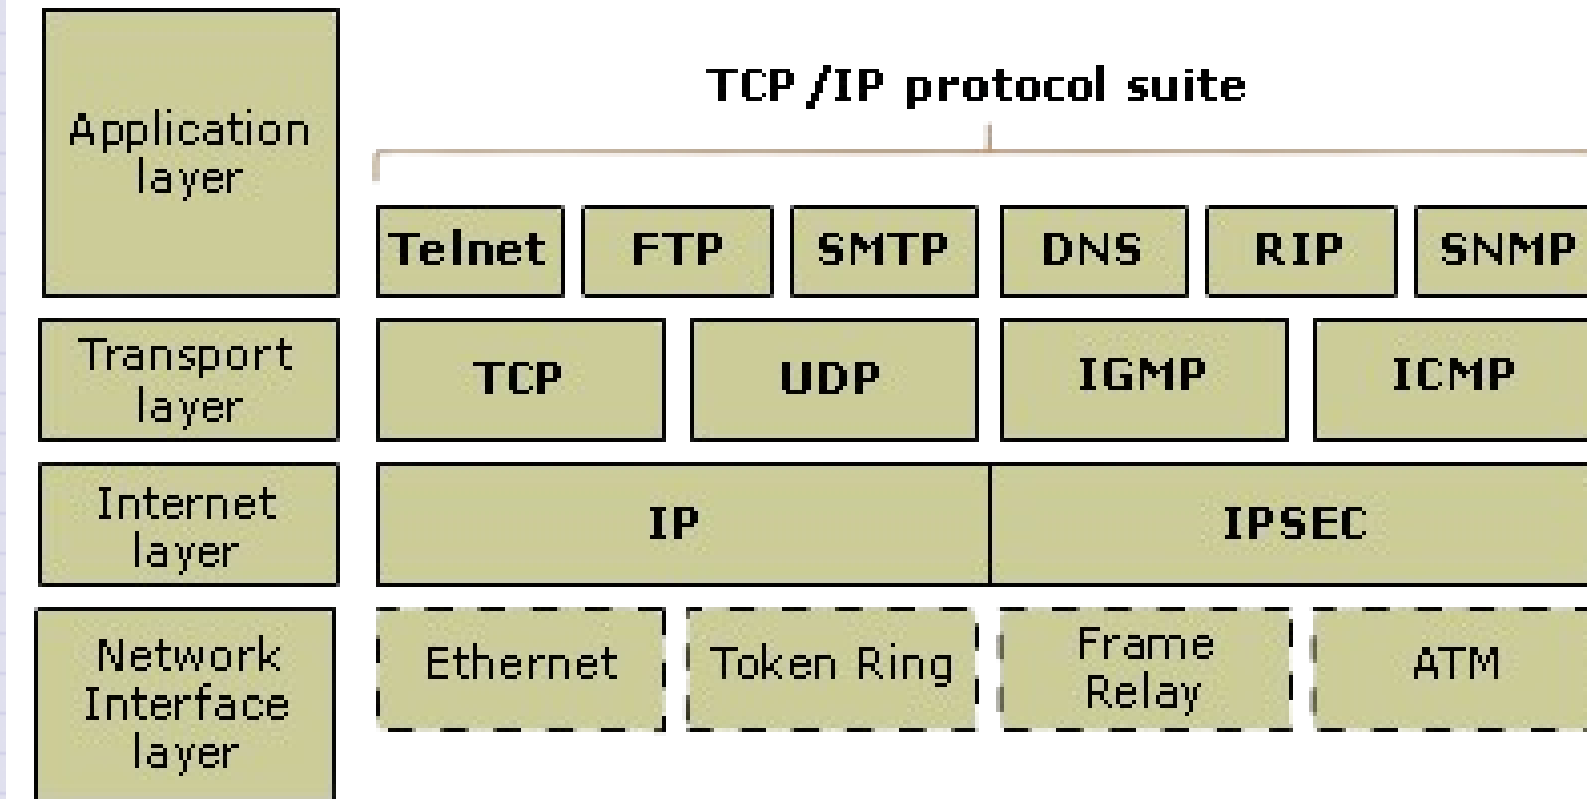 TCP/IP protocol suite
Application
layer
Telnet FTP SMTP DNS RIP SNMP
Transport
layer
TCP UDP IGMP ICMP
Internet
layer
IP IPSEC
Network
Interface
layer
Ethernet Token Ring Frame
Relay ATM